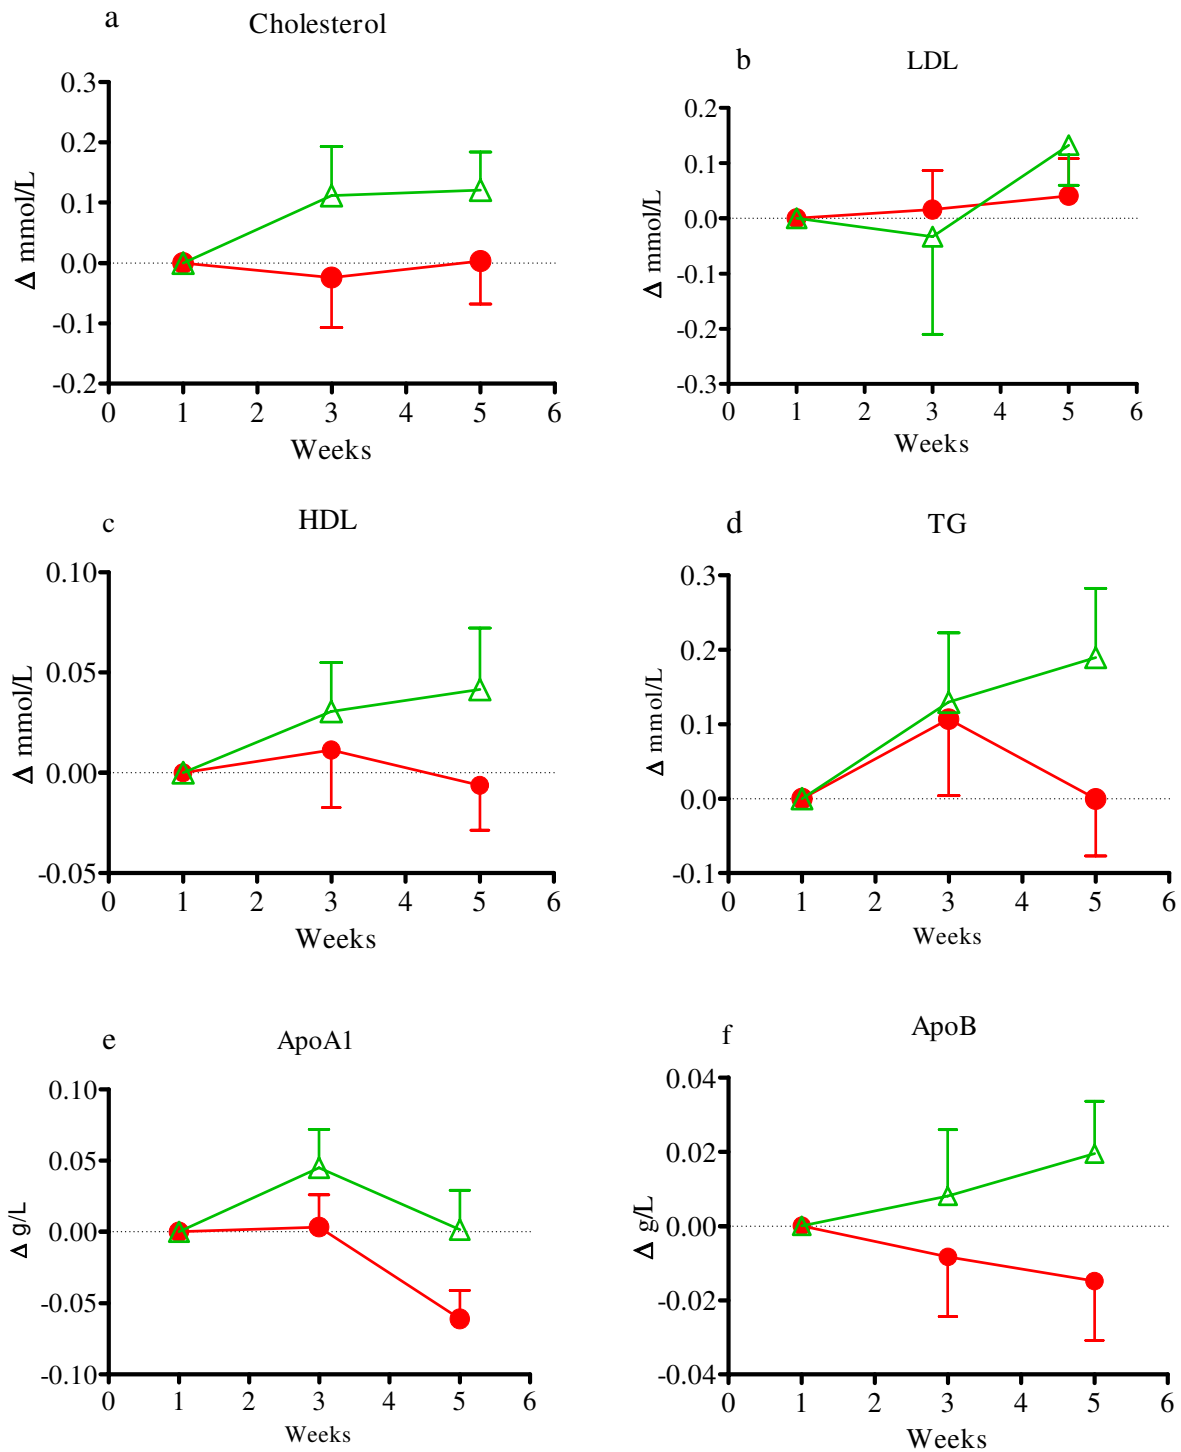 a
Cholesterol
0.3
0.2
0.1
0.0
-0.1
-0.2
Δ mmol/L
0 1 2 3 4 5 6
Weeks
b
LDL
0.2
0.1
0.0
-0.1
-0.2
-0.3
Δ mmol/L
0 1 2 3 4 5 6
Weeks
c
HDL
0.10
0.05
0.00
-0.05
Δ mmol/L
0 1 2 3 4 5 6
Weeks
d
TG
0.3
0.2
0.1
0.0
-0.1
Δ mmol/L
0 1 2 3 4 5 6
Weeks
e
ApoA1
0.10
0.05
0.00
-0.05
-0.10
Δ g/L
0 1 2 3 4 5 6
Weeks
f
ApoB
0.04
0.02
0.00
-0.02
-0.04
Δ g/L
0 1 2 3 4 5 6
Weeks